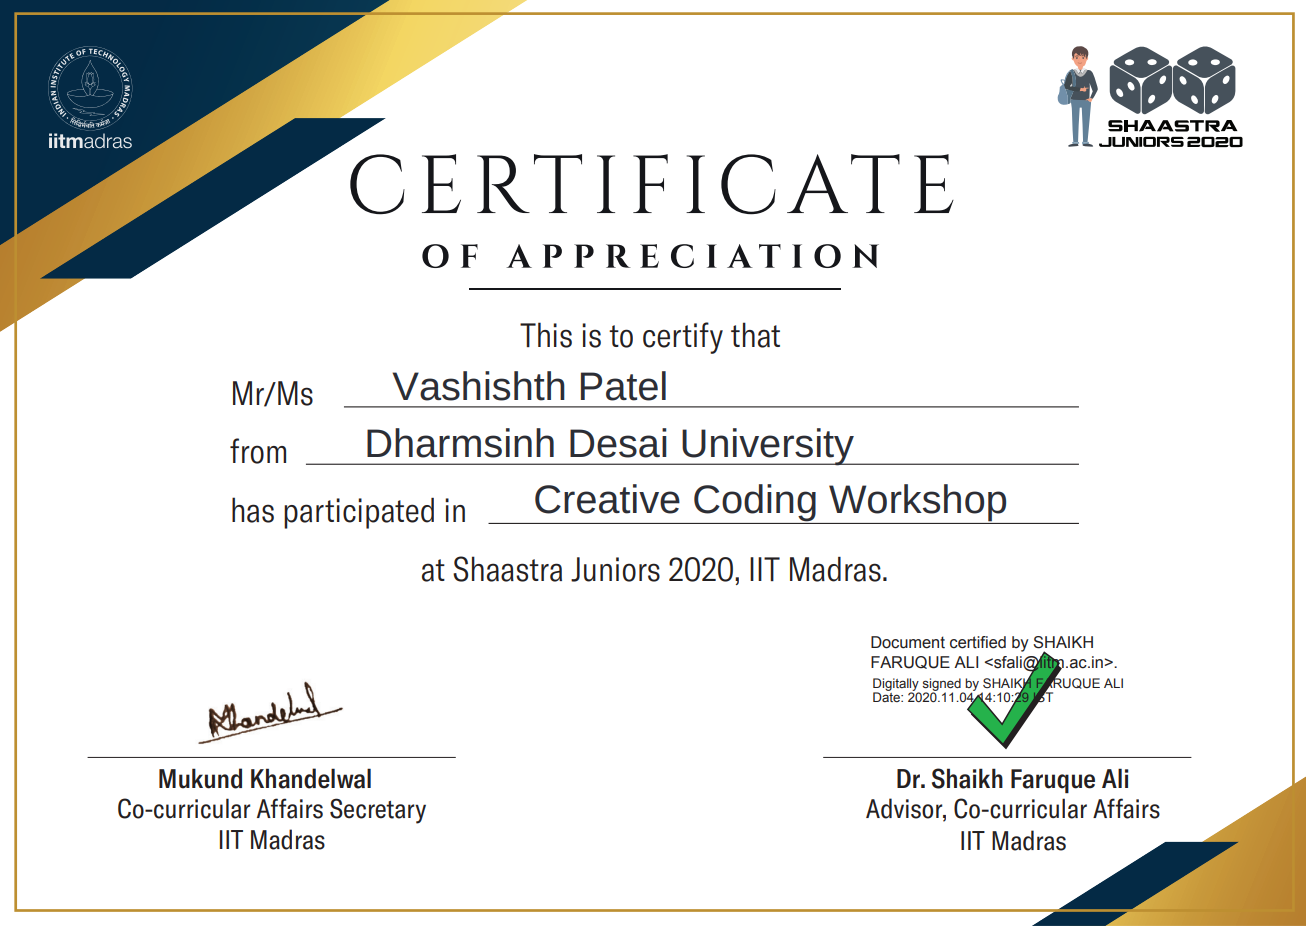 INDIAN INSTITUTE OF TECHNOLOGY MADRAS
सिद्धिर्भवति कर्मजा
iitmadras
SHAASTRA
JUNIORS 2020
CERTIFICATE
OF APPRECIATION
This is to certify that
Mr/Ms Vashishth Patel
from Dharmsinh Desai University
has participated in Creative Coding Workshop
at Shaastra Juniors 2020, IIT Madras.
Document certified by SHAIKH
FARUQUE ALI <sfali@iitm.ac.in>.
Digitally signed by SHAIKH FARUQUE ALI
Date: 2020.11.04 14:10:29 IST
AKhandelwal
Mukund Khandelwal
Co-curricular Affairs Secretary
IIT Madras
Dr. Shaikh Faruque Ali
Advisor, Co-curricular Affairs
IIT Madras